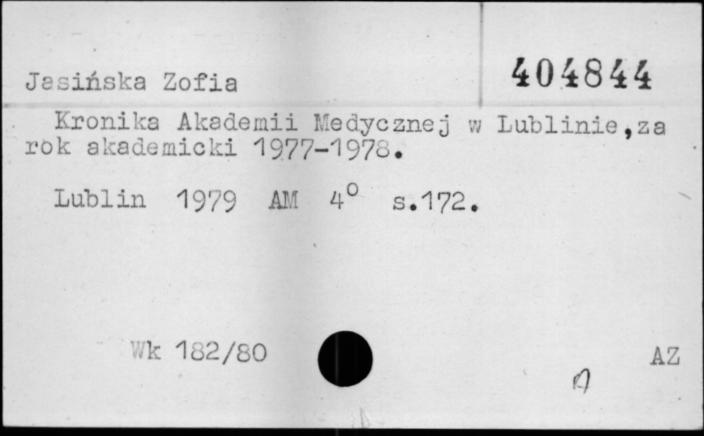 404844
Jasińska Zofia
Kronika Akademii Medycznej w Lublinie,za
rok akademicki 1977-1978.
Lublin 1979 AM 4° s.172.
Wk 182/80
AZ